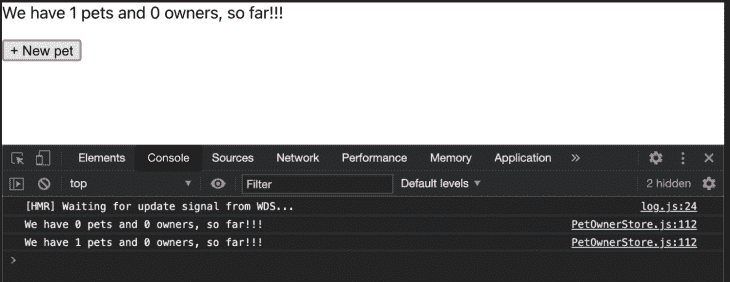 We have 1 pets and 0 owners, so far!!!
+ New pet
Elements Console Sources Network Performance Memory Application »
top Filter Default levels 2 hidden
[HMR] Waiting for update signal from WDS... log.js:24
We have 0 pets and 0 owners, so far!!! PetOwnerStore.js:112
We have 1 pets and 0 owners, so far!!! PetOwnerStore.js:112
>